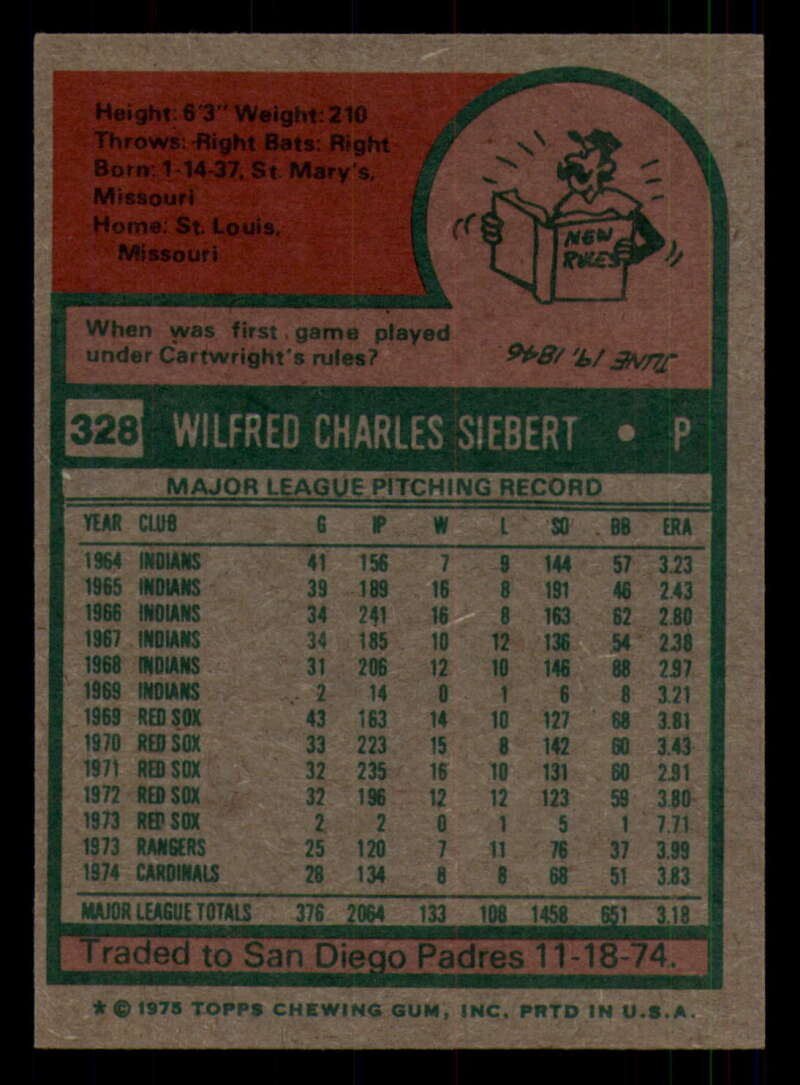 Height: 6'3" Weight: 210
Throws: Right Bats: Right
Born: 1-14-37, St. Mary's,
Missouri
Home: St. Louis,
Missouri
NEW
RULES
When was first game played
under Cartwright's rules?
JUNE 19, 1846
328 WILFRED CHARLES SIEBERT • P
MAJOR LEAGUE PITCHING RECORD
YEAR CLUB G IP W L SO BB ERA
1964 INDIANS 41 156 7 9 144 57 3.23
1965 INDIANS 39 189 16 8 191 46 2.43
1966 INDIANS 34 241 16 8 163 62 2.80
1967 INDIANS 34 185 10 12 136 54 2.38
1968 INDIANS 31 206 12 10 146 88 2.97
1969 INDIANS 2 14 0 1 6 8 3.21
1969 RED SOX 43 163 14 10 127 68 3.81
1970 RED SOX 33 223 15 8 142 60 3.43
1971 RED SOX 32 235 16 10 131 60 2.91
1972 RED SOX 32 196 12 12 123 59 3.80
1973 RED SOX 2 2 0 1 5 1 7.71
1973 RANGERS 25 120 7 11 76 37 3.99
1974 CARDINALS 28 134 8 8 68 51 3.83
MAJOR LEAGUE TOTALS 376 2064 133 108 1458 651 3.18
Traded to San Diego Padres 11-18-74.
* © 1975 TOPPS CHEWING GUM, INC. PRTD IN U.S.A.